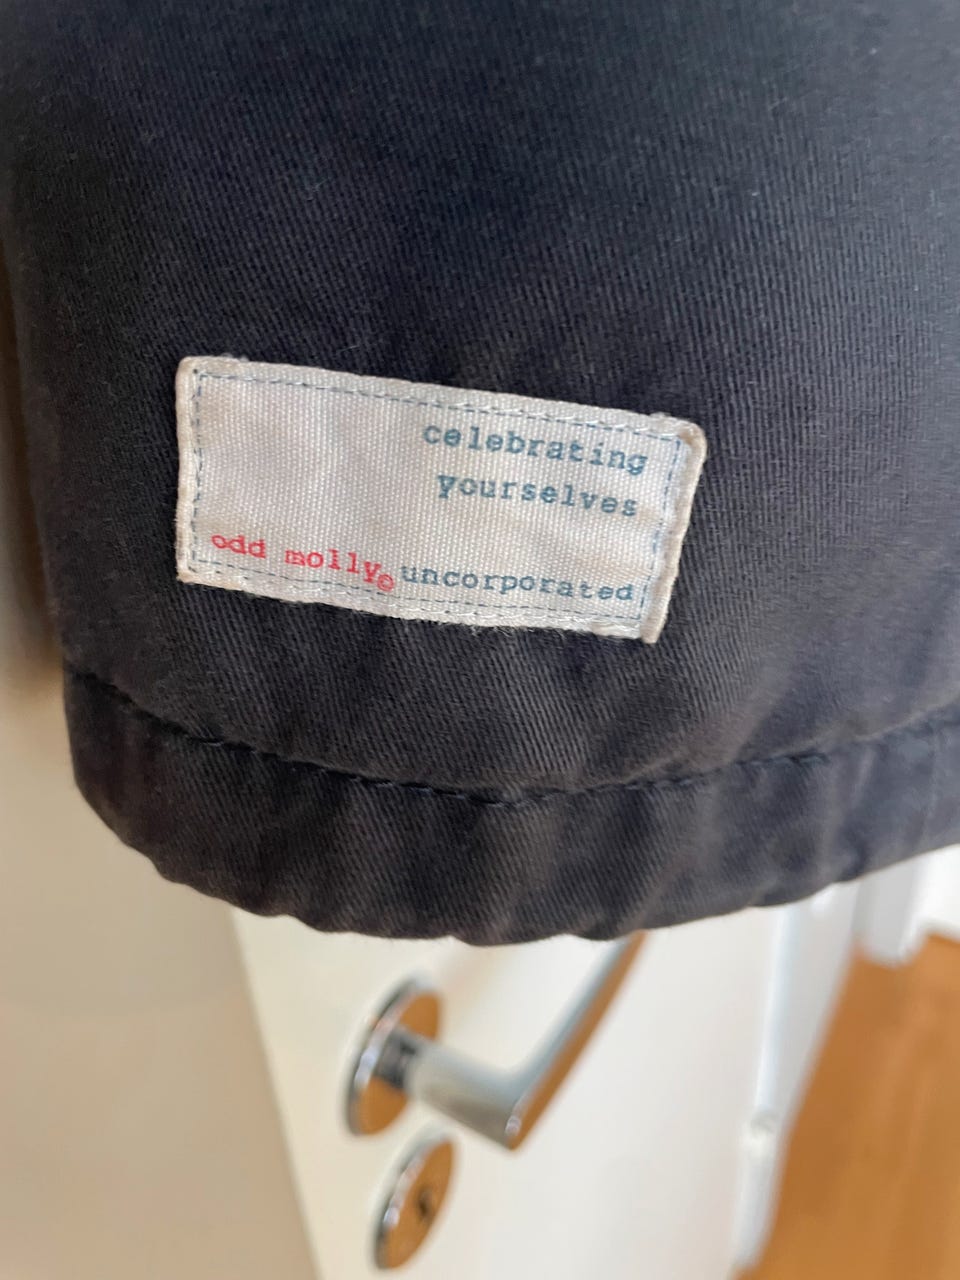 celebrating
yourselves
odd molly© uncorporated